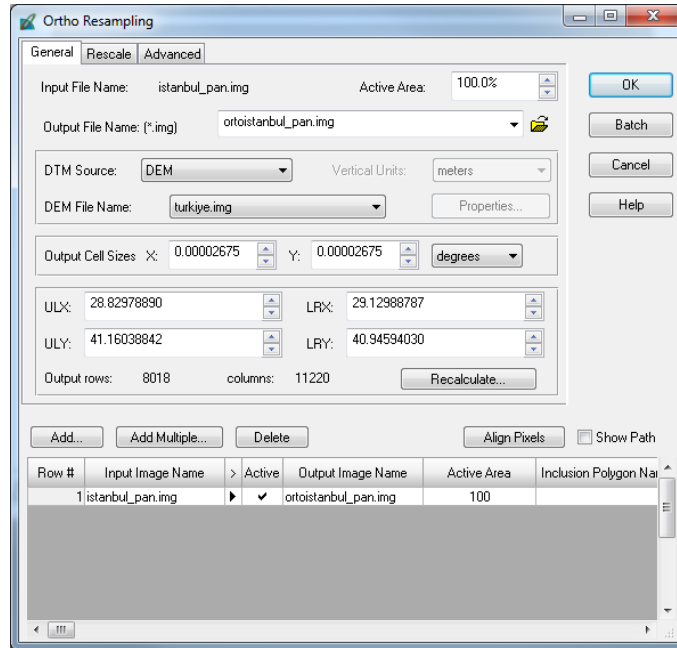 Ortho Resampling
General Rescale Advanced
Input File Name: istanbul_pan.img Active Area: 100.0% OK
Output File Name: (*.img) ortoistanbul_pan.img Batch
DTM Source: DEM Vertical Units: meters Cancel
DEM File Name: turkiye.img Properties... Help
Output Cell Sizes X: 0.00002675 Y: 0.00002675 degrees
ULX: 28.82978890 LRX: 29.12988787
ULY: 41.16038842 LRY: 40.94594030
Output rows: 8018 columns: 11220 Recalculate...
Add... Add Multiple... Delete Align Pixels Show Path
Row # Input Image Name > Active Output Image Name Active Area Inclusion Polygon Nar
1 istanbul_pan.img ortoistanbul_pan.img 100